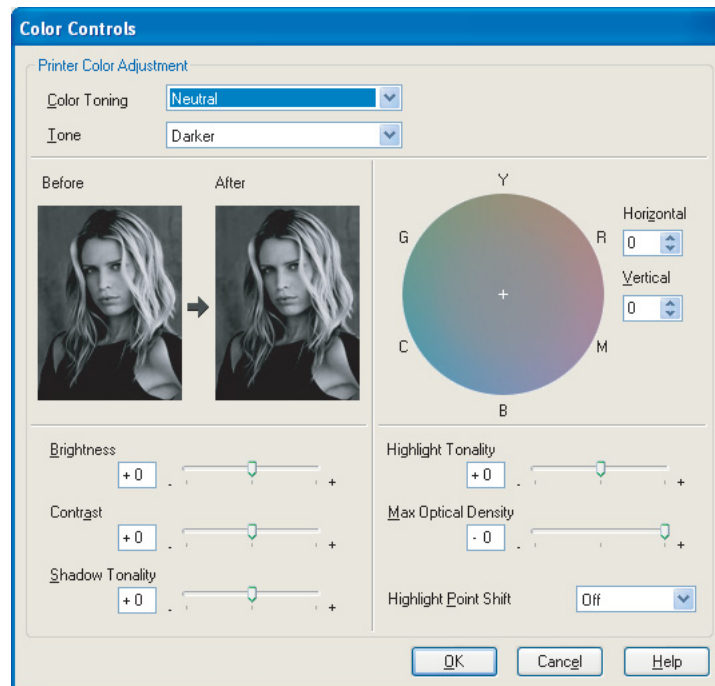 Color Controls
Printer Color Adjustment
Color Toning Neutral
Tone Darker
Before After
Y
G
R
C
M
B
Horizontal
0
Vertical
0
Brightness
+ 0 - +
Contrast
+ 0 - +
Shadow Tonality
+ 0 - +
Highlight Tonality
+ 0 - +
Max Optical Density
- 0 - +
Highlight Point Shift Off
OK Cancel Help